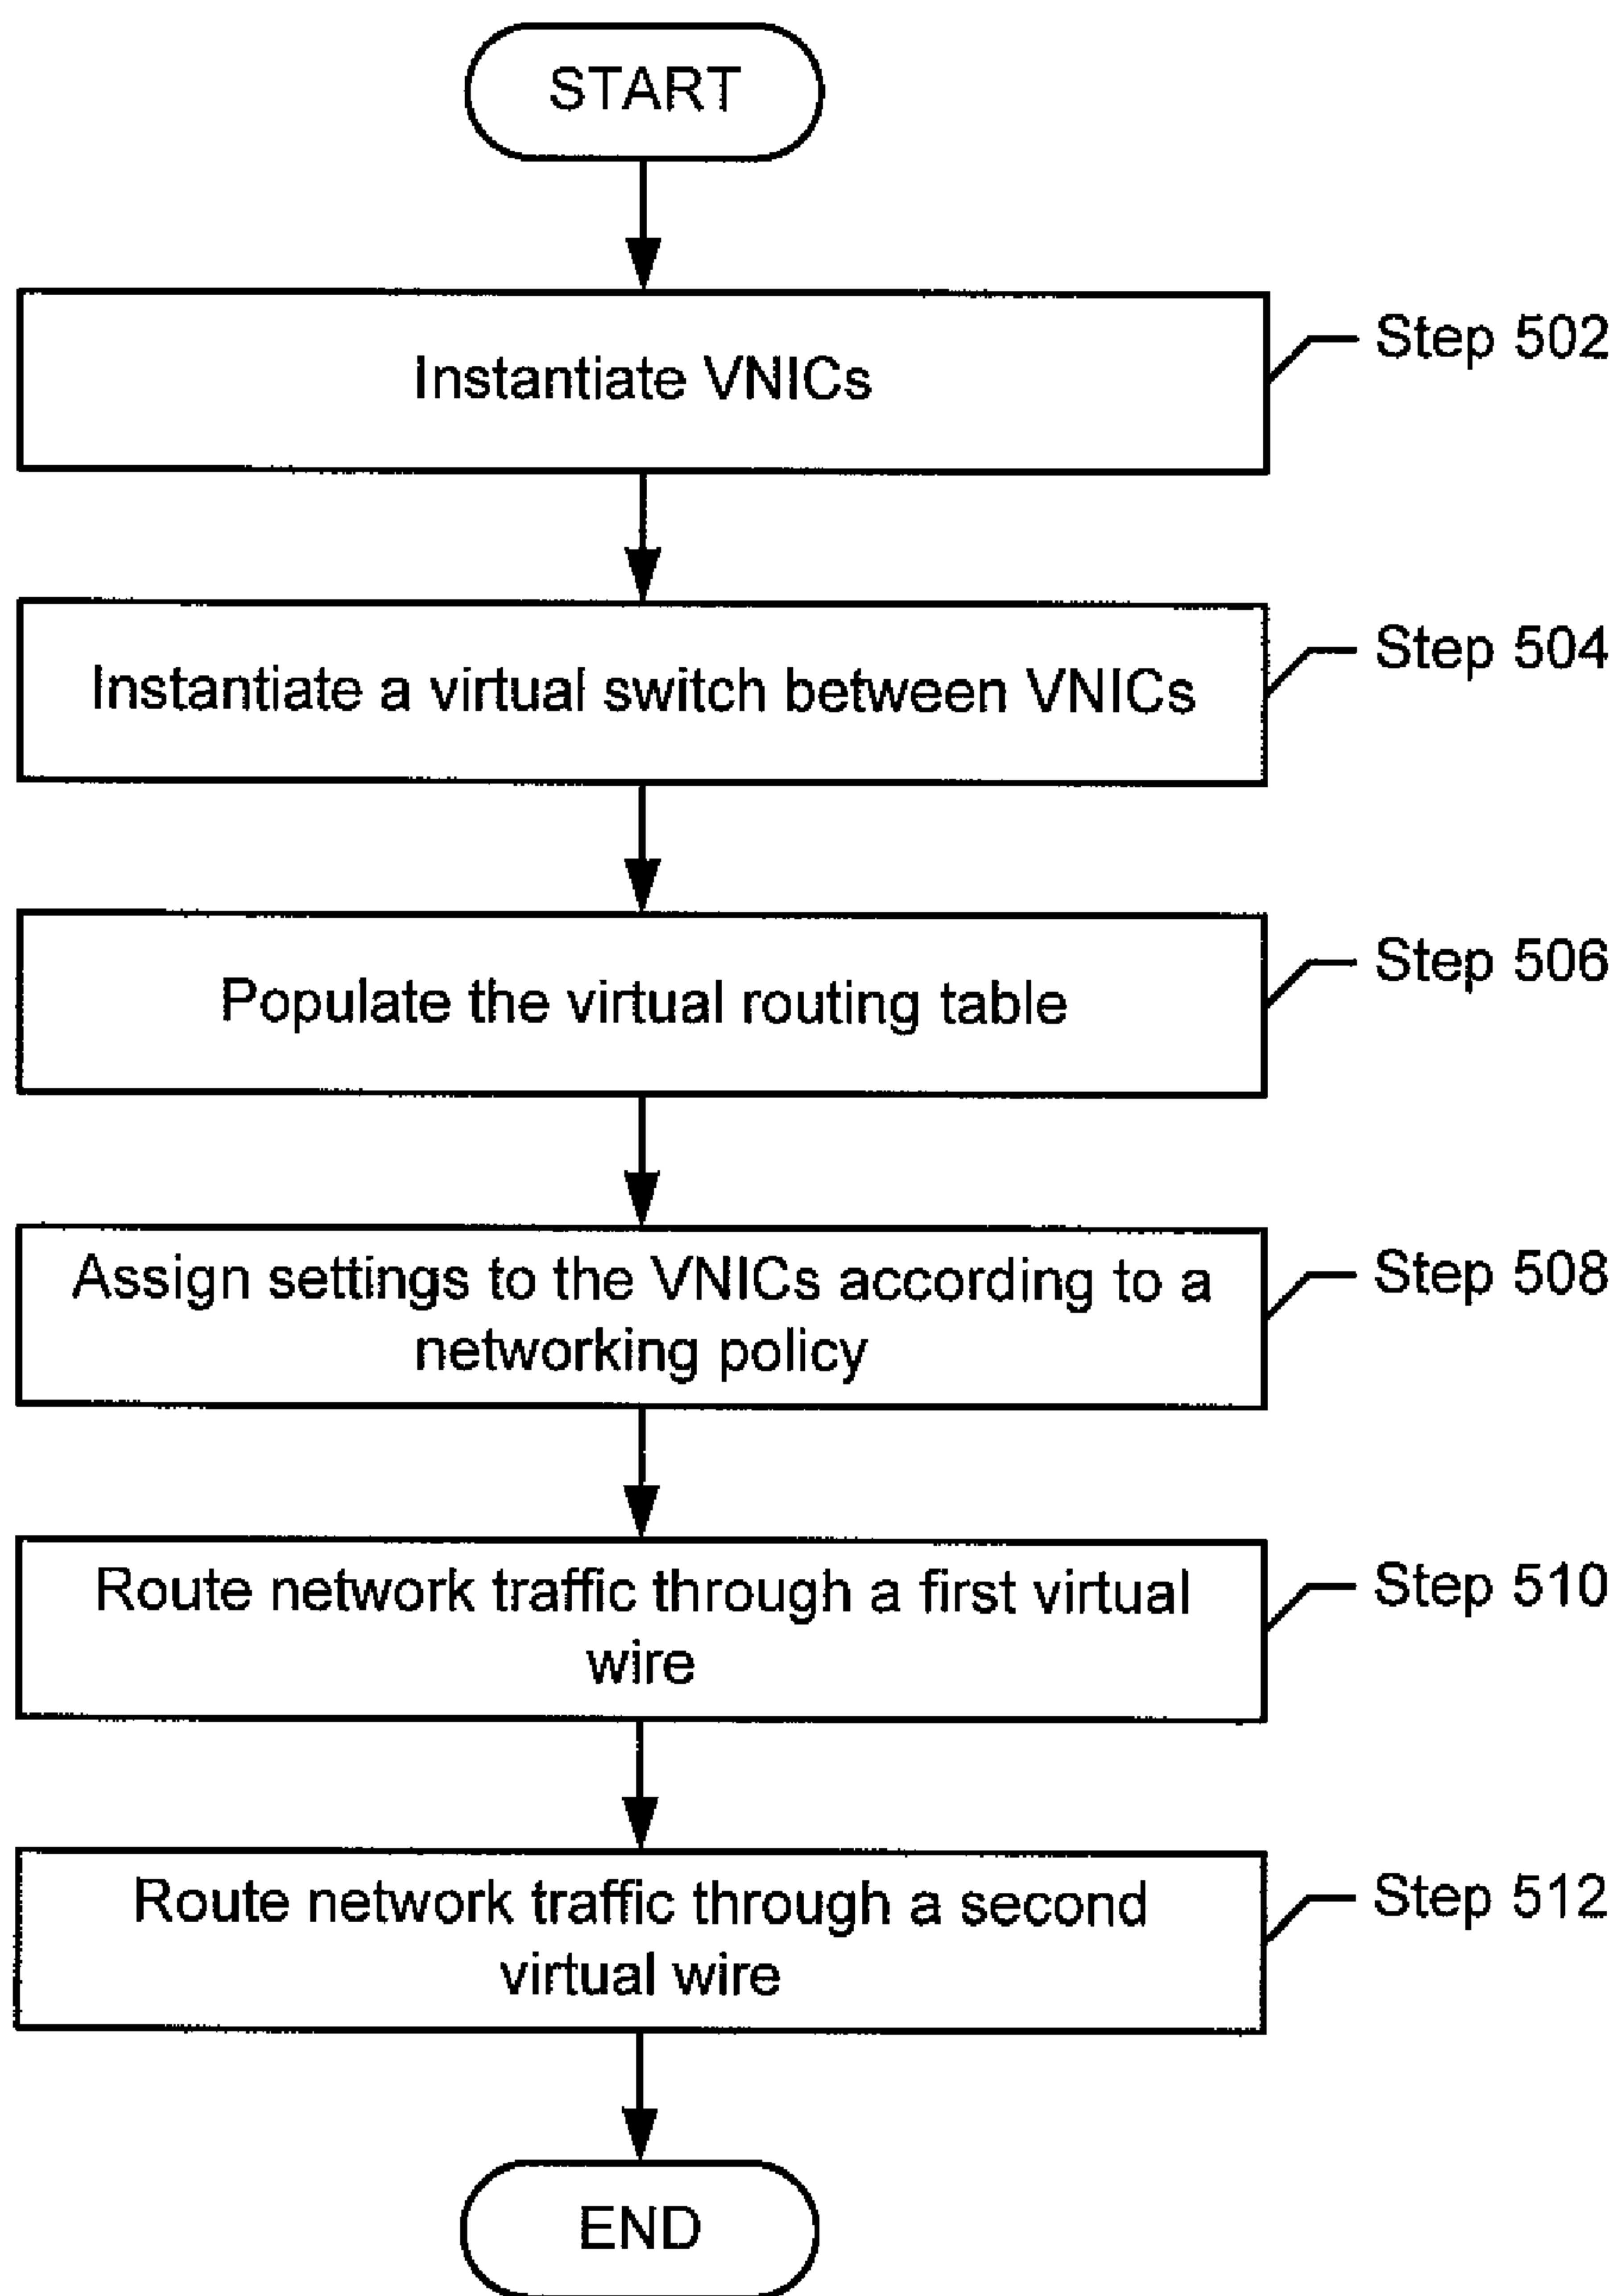 START
Instantiate VNICs
Step 502
Instantiate a virtual switch between VNICs
Step 504
Populate the virtual routing table
Step 506
Assign settings to the VNICs according to a
networking policy
Step 508
Route network traffic through a first virtual
wire
Step 510
Route network traffic through a second
virtual wire
Step 512
END